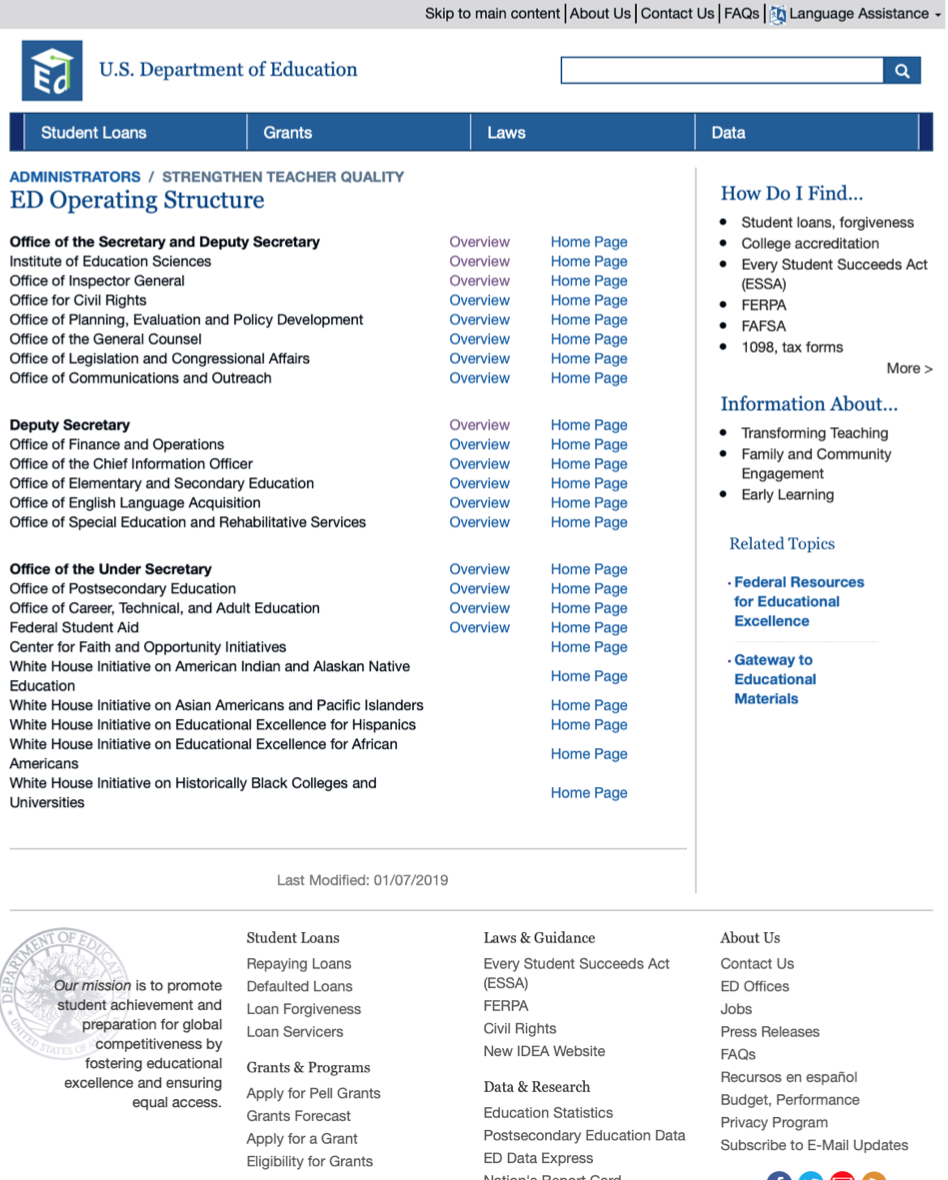 Skip to main content | About Us | Contact Us | FAQs | Language Assistance
Ed
U.S. Department of Education
Student Loans
Grants
Laws
Data
ADMINISTRATORS / STRENGTHEN TEACHER QUALITY
ED Operating Structure
Office of the Secretary and Deputy Secretary Overview Home Page
Institute of Education Sciences Overview Home Page
Office of Inspector General Overview Home Page
Office for Civil Rights Overview Home Page
Office of Planning, Evaluation and Policy Development Overview Home Page
Office of the General Counsel Overview Home Page
Office of Legislation and Congressional Affairs Overview Home Page
Office of Communications and Outreach Overview Home Page
Deputy Secretary Overview Home Page
Office of Finance and Operations Overview Home Page
Office of the Chief Information Officer Overview Home Page
Office of Elementary and Secondary Education Overview Home Page
Office of English Language Acquisition Overview Home Page
Office of Special Education and Rehabilitative Services Overview Home Page
Office of the Under Secretary Overview Home Page
Office of Postsecondary Education Overview Home Page
Office of Career, Technical, and Adult Education Overview Home Page
Federal Student Aid Overview Home Page
Center for Faith and Opportunity Initiatives Home Page
White House Initiative on American Indian and Alaskan Native
Education Home Page
White House Initiative on Asian Americans and Pacific Islanders Home Page
White House Initiative on Educational Excellence for Hispanics Home Page
White House Initiative on Educational Excellence for African
Americans Home Page
White House Initiative on Historically Black Colleges and
Universities Home Page
Last Modified: 01/07/2019
How Do I Find...
• Student loans, forgiveness
• College accreditation
• Every Student Succeeds Act
(ESSA)
• FERPA
• FAFSA
• 1098, tax forms
More >
Information About...
• Transforming Teaching
• Family and Community
Engagement
• Early Learning
Related Topics
· Federal Resources
for Educational
Excellence
· Gateway to
Educational
Materials
DEPARTMENT OF EDUCATION
UNITED STATES OF
Our mission is to promote
student achievement and
preparation for global
competitiveness by
fostering educational
excellence and ensuring
equal access.
Student Loans
Repaying Loans
Defaulted Loans
Loan Forgiveness
Loan Servicers
Grants & Programs
Apply for Pell Grants
Grants Forecast
Apply for a Grant
Eligibility for Grants
Laws & Guidance
Every Student Succeeds Act
(ESSA)
FERPA
Civil Rights
New IDEA Website
Data & Research
Education Statistics
Postsecondary Education Data
ED Data Express
Nation's Report Card
About Us
Contact Us
ED Offices
Jobs
Press Releases
FAQs
Recursos en español
Budget, Performance
Privacy Program
Subscribe to E-Mail Updates